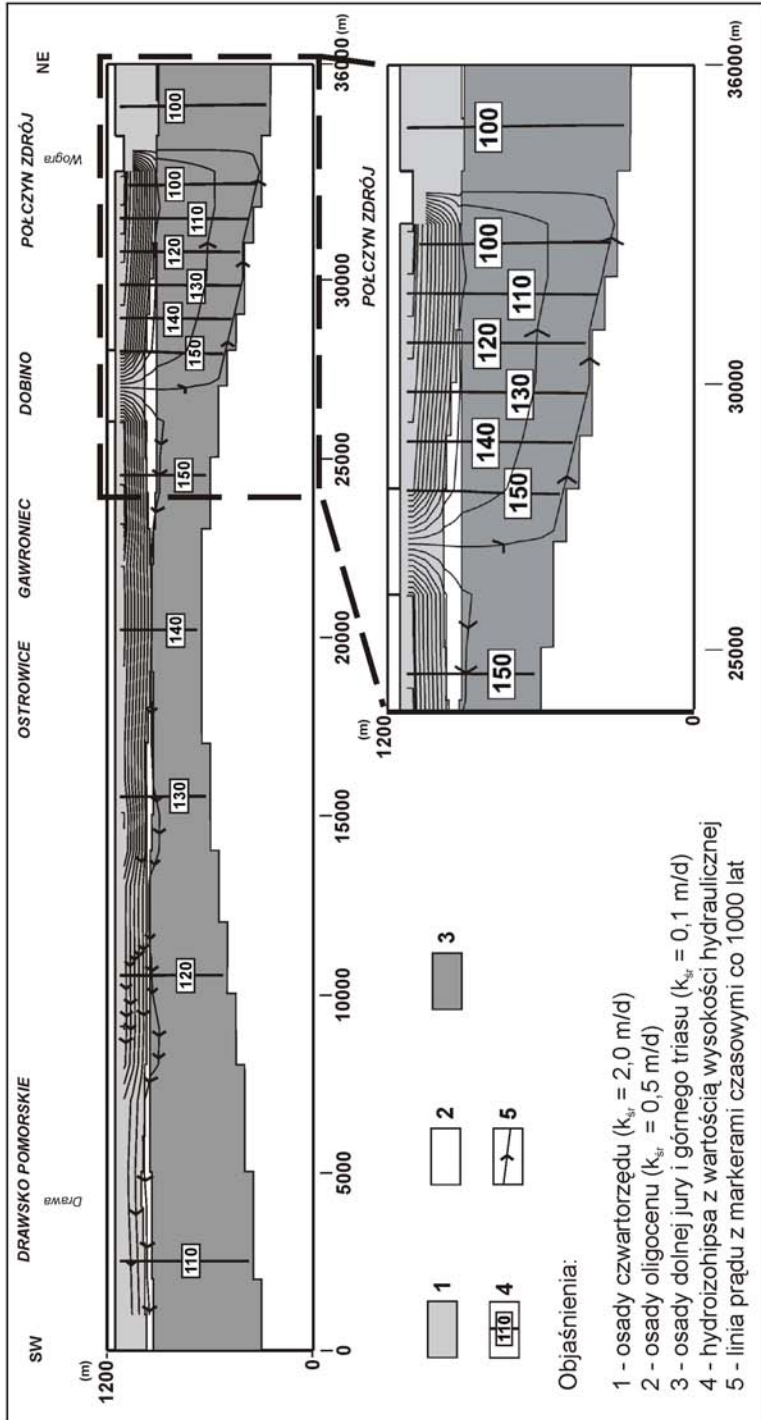 SW
DRAWSKO POMORSKIE
OSTROWICE
GAWRONIEC
DOBINO
POŁCZYN ZDRÓJ
NE
Drawa
Wogra
1200
(m)
110
120
130
140
150
150
140
130
120
110
100
100
0
0
5000
10000
15000
20000
25000
30000
36000 (m)
POŁCZYN ZDRÓJ
1200
(m)
150
150
140
130
120
110
100
100
0
25000
30000
36000 (m)
Objaśnienia:
1
2
3
110
4
5
1 - osady czwartorzędu (kśr = 2,0 m/d)
2 - osady oligocenu (kśr = 0,5 m/d)
3 - osady dolnej jury i górnego triasu (kśr = 0,1 m/d)
4 - hydroizohipsa z wartością wysokości hydraulicznej
5 - linia prądu z markerami czasowymi co 1000 lat